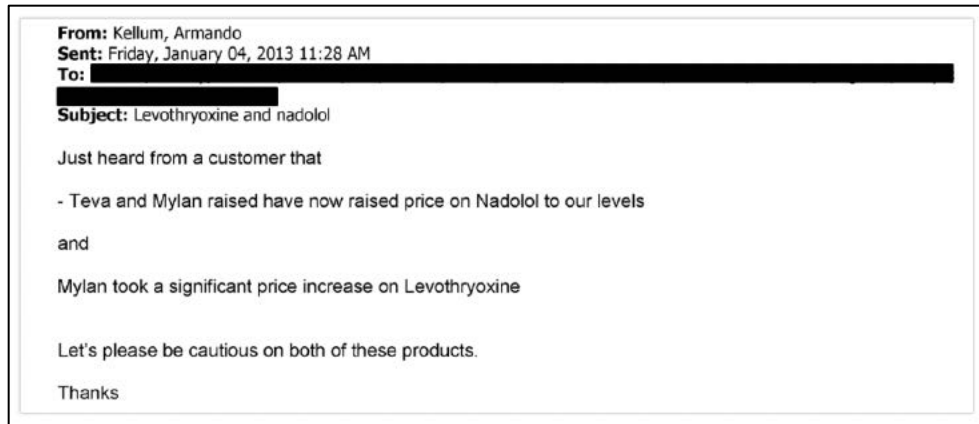 From: Kellum, Armando
Sent: Friday, January 04, 2013 11:28 AM
To:
Subject: Levothryoxine and nadolol
Just heard from a customer that
- Teva and Mylan raised have now raised price on Nadolol to our levels
and
Mylan took a significant price increase on Levothryoxine
Let's please be cautious on both of these products.
Thanks